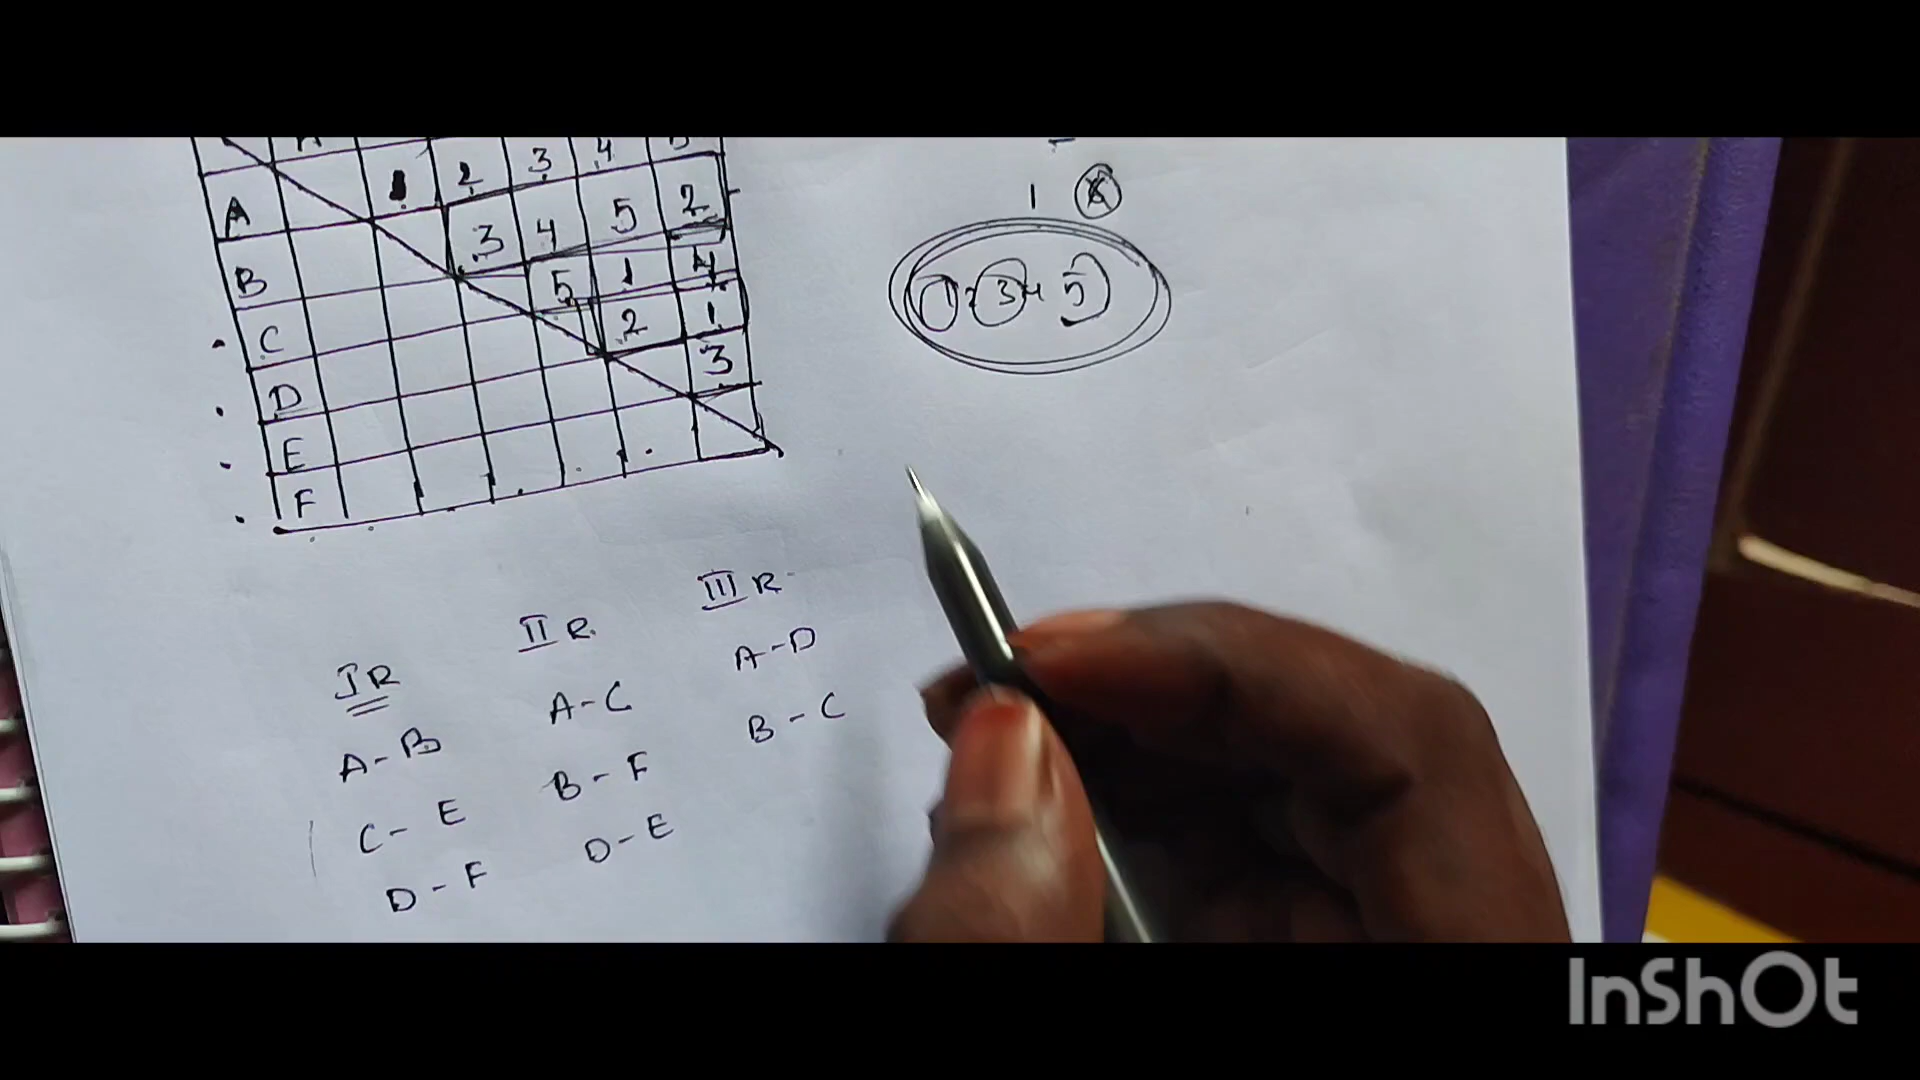 2 3 4
A 3 4 5 2
B 5 1 4
C 2 1
D 3
E
F
1
1 2 3 4 5
I R
A - B
C - E
D - F
II R.
A - C
B - F
D - E
III R
A - D
B - C
InShOt